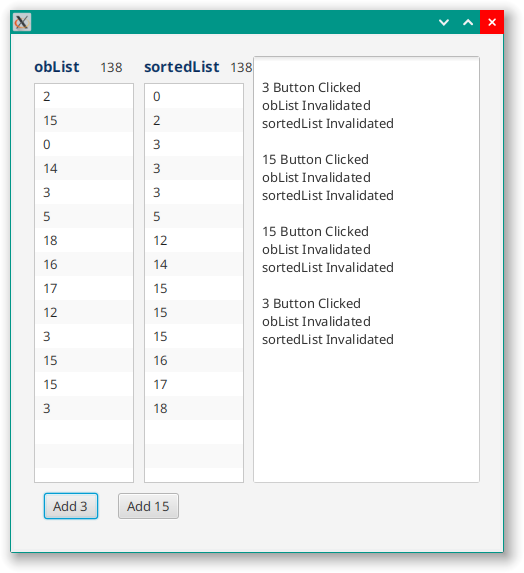 obList 138
2
15
0
14
3
5
18
16
17
12
3
15
15
3
sortedList 138
0
2
3
3
3
5
12
14
15
15
15
16
17
18
3 Button Clicked
obList Invalidated
sortedList Invalidated
15 Button Clicked
obList Invalidated
sortedList Invalidated
15 Button Clicked
obList Invalidated
sortedList Invalidated
3 Button Clicked
obList Invalidated
sortedList Invalidated
Add 3
Add 15